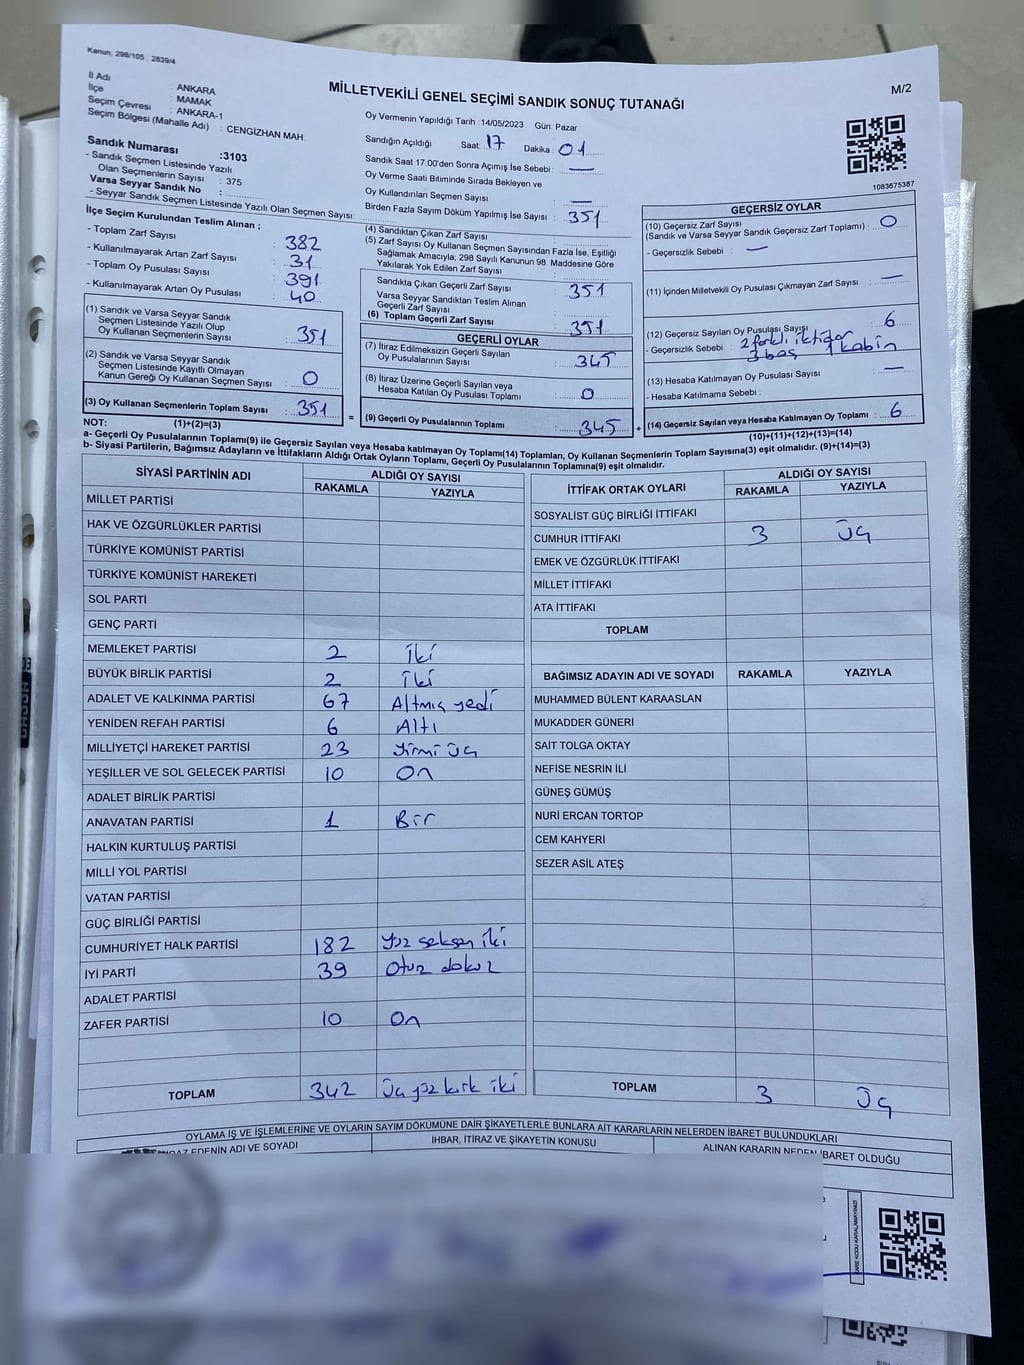 Kanun, 298/105 . 2839/4
MİLLETVEKİLİ GENEL SEÇİMİ SANDIK SONUÇ TUTANAĞI
M/2
İl Adı : ANKARA
İlçe : MAMAK
Seçim Çevresi : ANKARA-1
Seçim Bölgesi (Mahalle Adı) : CENGİZHAN MAH.
Sandık Numarası :3103
- Sandık Seçmen Listesinde Yazılı
Olan Seçmenlerin Sayısı : 375
Varsa Seyyar Sandık No :
- Seyyar Sandık Seçmen Listesinde Yazılı Olan Seçmen Sayısı:
Oy Vermenin Yapıldığı Tarih :14/05/2023 Gün: Pazar
Sandığın Açıldığı Saat: 17 Dakika : 01
Sandık Saat 17.00'den Sonra Açımış İse Sebebi : —
Oy Verme Saati Bitiminde Sırada Bekleyen ve
Oy Kullandırılan Seçmen Sayısı : —
Birden Fazla Sayım Döküm Yapılmış İse Sayısı : 351
1083675387
İlçe Seçim Kurulundan Teslim Alınan ;
- Toplam Zarf Sayısı : 382
- Kullanılmayarak Artan Zarf Sayısı : 31
- Toplam Oy Pusulası Sayısı : 391
- Kullanılmayarak Artan Oy Pusulası : 40
(1) Sandık ve Varsa Seyyar Sandık
Seçmen Listesinde Yazılı Olup
Oy Kullanan Seçmenlerin Sayısı : 351
(2) Sandık ve Varsa Seyyar Sandık
Seçmen Listesinde Kayıtlı Olmayan
Kanun Gereği Oy Kullanan Seçmen Sayısı : 0
(3) Oy Kullanan Seçmenlerin Toplam Sayısı : 351
(1)+(2)=(3)
(4) Sandıktan Çıkan Zarf Sayısı :
(5) Zarf Sayısı Oy Kullanan Seçmen Sayısından Fazla İse, Eşitliği
Sağlamak Amacıyla; 298 Sayılı Kanunun 98. Maddesine Göre
Yakılarak Yok Edilen Zarf Sayısı :
Sandıkta Çıkan Geçerli Zarf Sayısı : 351
Varsa Seyyar Sandıktan Teslim Alınan
Geçerli Zarf Sayısı :
(6) Toplam Geçerli Zarf Sayısı : 351
GEÇERLİ OYLAR
(7) İtiraz Edilmeksizin Geçerli Sayılan
Oy Pusulasının Sayısı : 345
(8) İtiraz Üzerine Geçerli Sayılan veya
Hesaba Katılan Oy Pusulası Toplamı : 0
= (9) Geçerli Oy Pusulalarının Toplamı : 345
GEÇERSİZ OYLAR
(10) Geçersiz Zarf Sayısı
(Sandık ve Varsa Seyyar Sandık Geçersiz Zarf Toplamı) : 0
- Geçersizlik Sebebi : —
(11) İçinden Milletvekili Oy Pusulası Çıkmayan Zarf Sayısı : —
(12) Geçersiz Sayılan Oy Pusulası Sayısı : 6
- Geçersizlik Sebebi : 2 farklı iktidar
3 boş 1 kabin
(13) Hesaba Katılmayan Oy Pusulası Sayısı : —
- Hesaba Katılmama Sebebi :
+ (14) Geçersiz Sayılan veya Hesaba Katılmayan Oy Toplamı : 6
(10)+(11)+(12)+(13)=(14)
NOT:
a- Geçerli Oy Pusulalarının Toplamı(9) ile Geçersiz Sayılan veya Hesaba katılmayan Oy Toplamı(14) Toplamları, Oy Kullanan Seçmenlerin Toplam Sayısına(3) eşit olmalıdır. (9)+(14)=(3)
b- Siyasi Partilerin, Bağımsız Adayların ve İttifakların Aldığı Ortak Oyların Toplamı, Geçerli Oy Pusulalarının Toplamına(9) eşit olmalıdır.
SİYASİ PARTİNİN ADI ALDIĞI OY SAYISI
RAKAMLA YAZIYLA
MİLLET PARTİSİ
HAK VE ÖZGÜRLÜKLER PARTİSİ
TÜRKİYE KOMÜNİST PARTİSİ
TÜRKİYE KOMÜNİST HAREKETİ
SOL PARTİ
GENÇ PARTİ
MEMLEKET PARTİSİ 2 iki
BÜYÜK BİRLİK PARTİSİ 2 iki
ADALET VE KALKINMA PARTİSİ 67 Altmış yedi
YENİDEN REFAH PARTİSİ 6 Altı
MİLLİYETÇİ HAREKET PARTİSİ 23 Yirmi üç
YEŞİLLER VE SOL GELECEK PARTİSİ 10 On
ADALET BİRLİK PARTİSİ
ANAVATAN PARTİSİ 1 Bir
HALKIN KURTULUŞ PARTİSİ
MİLLİ YOL PARTİSİ
VATAN PARTİSİ
GÜÇ BİRLİĞİ PARTİSİ
CUMHURİYET HALK PARTİSİ 182 Yüz seksen iki
İYİ PARTİ 39 Otuz dokuz
ADALET PARTİSİ
ZAFER PARTİSİ 10 On
TOPLAM 342 Üç yüz kırk iki
İTTİFAK ORTAK OYLARI ALDIĞI OY SAYISI
RAKAMLA YAZIYLA
SOSYALİST GÜÇ BİRLİĞİ İTTİFAKI
CUMHUR İTTİFAKI 3 Üç
EMEK VE ÖZGÜRLÜK İTTİFAKI
MİLLET İTTİFAKI
ATA İTTİFAKI
TOPLAM
BAĞIMSIZ ADAYIN ADI VE SOYADI RAKAMLA YAZIYLA
MUHAMMED BÜLENT KARAASLAN
MUKADDER GÜNERİ
SAİT TOLGA OKTAY
NEFİSE NESRİN İLİ
GÜNEŞ GÜMÜŞ
NURİ ERCAN TORTOP
CEM KAHYERİ
SEZER ASİL ATEŞ
TOPLAM 3 Üç
OYLAMA İŞ VE İŞLEMLERİNE VE OYLARIN SAYIM DÖKÜMÜNE DAİR ŞİKAYETLERLE BUNLARA AİT KARARLARIN NELERDEN İBARET BULUNDUKLARI
EDENİN ADI VE SOYADI İHBAR, İTİRAZ VE ŞİKAYETİN KONUSU ALINAN KARARIN NEDEN İBARET OLDUĞU